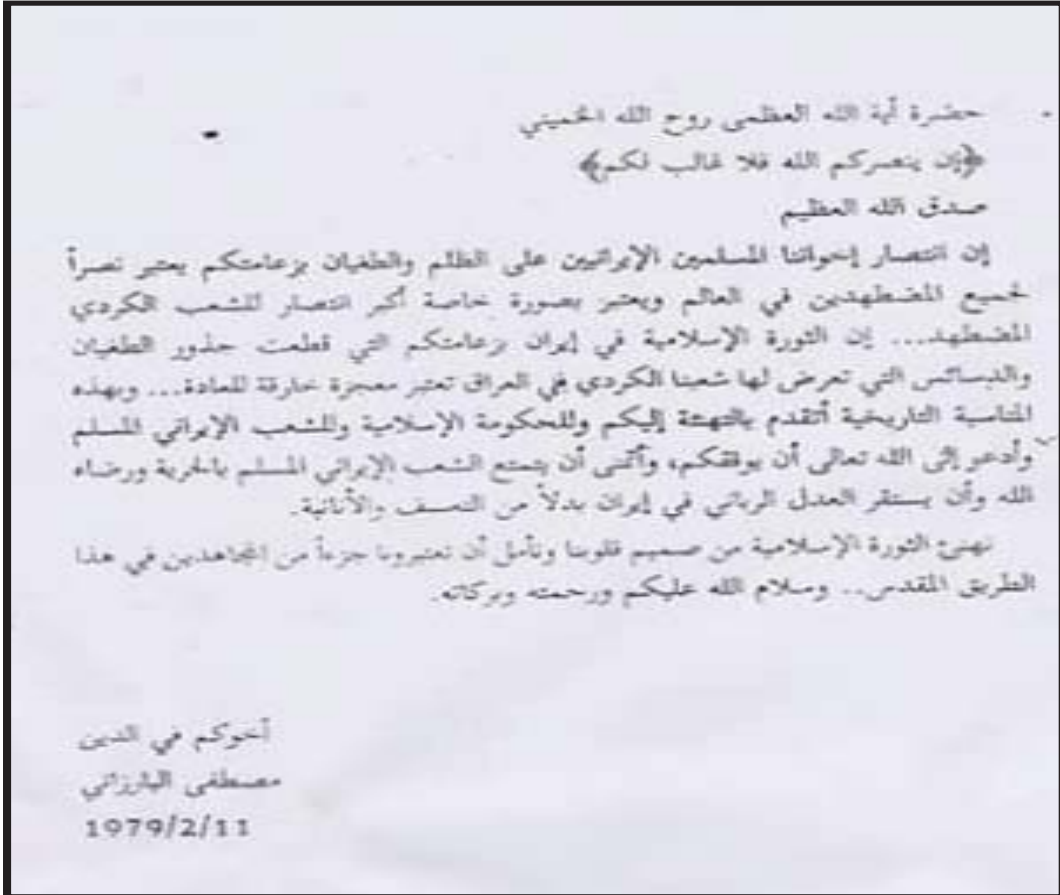 حضرة آية الله العظمى روح الله الخميني
﴿إن ينصركم الله فلا غالب لكم﴾
صدق الله العظيم
إن انتصار إخواننا المسلمين الإيرانيين على الظلم والطغيان بزعامتكم يعتبر نصراً
لجميع المضطهدين في العالم ويعتبر بصورة خاصة أكبر انتصار للشعب الكردي
المضطهد... إن الثورة الإسلامية في إيران بزعامتكم التي قطعت جذور الطغيان
والدسائس التي تعرض لها شعبنا الكردي في العراق تعتبر معجزة خارقة للعادة... وبهذه
المناسبة التاريخية أتقدم بالتهنئة إليكم وللحكومة الإسلامية وللشعب الإيراني المسلم
وأدعو إلى الله تعالى أن يوفقكم، وأتمنى أن يتمتع الشعب الإيراني المسلم بالحرية ورضاء
الله وأن يستقر العدل الرباني في إيران بدلاً من التعسف والأنانية.
نهنئ الثورة الإسلامية من صميم قلوبنا ونأمل أن تعتبرونا جزءاً من المجاهدين في هذا
الطريق المقدس.. وسلام الله عليكم ورحمته وبركاته.
أخوكم في الدين
مصطفى البارزاني
1979/2/11